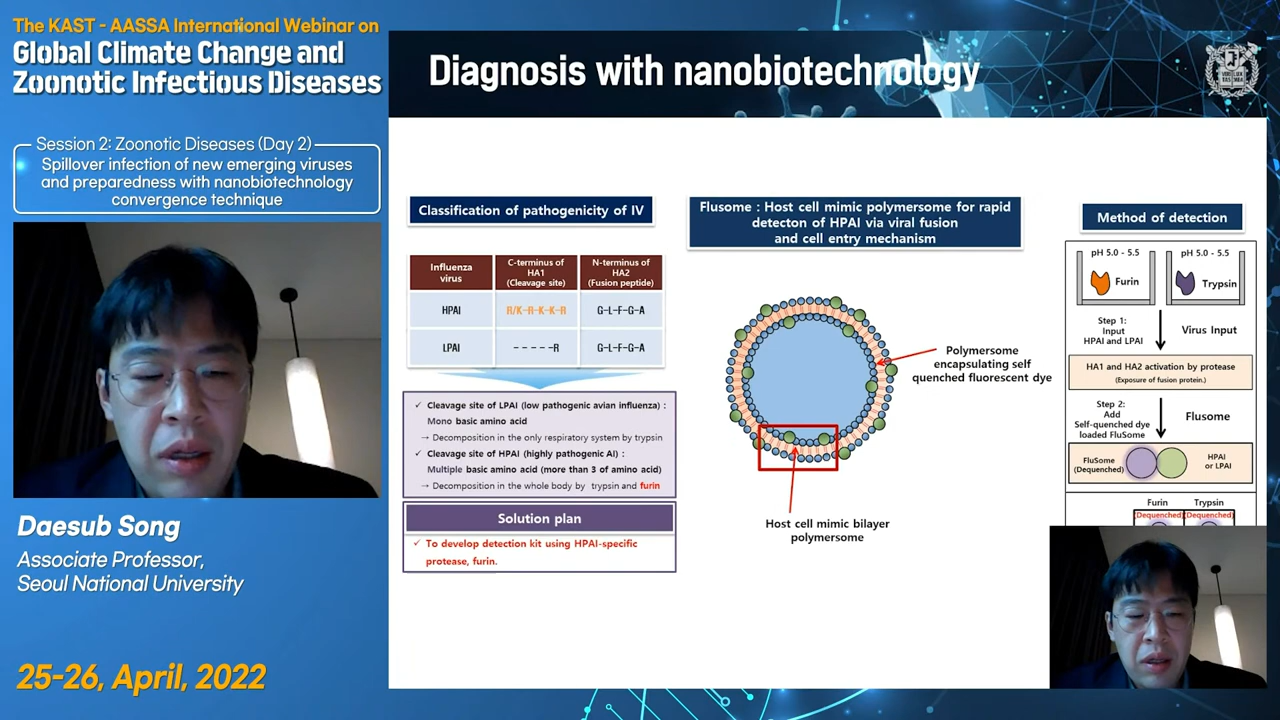 The KAST - AASSA International Webinar on
Global Climate Change and
Zoonotic Infectious Diseases
Session 2: Zoonotic Diseases (Day 2)
Spillover infection of new emerging viruses
and preparedness with nanobiotechnology
convergence technique
Daesub Song
Associate Professor,
Seoul National University
25-26, April, 2022
Diagnosis with nanobiotechnology
Classification of pathogenicity of IV
Influenza
virus
C-terminus of
HA1
(Cleavage site)
N-terminus of
HA2
(Fusion peptide)
HPAI
R/K-R-K-K-R
G-L-F-G-A
LPAI
- - - - -R
G-L-F-G-A
✓ Cleavage site of LPAI (low pathogenic avian influenza) :
Mono basic amino acid
→ Decomposition in the only respiratory system by trypsin
✓ Cleavage site of HPAI (highly pathogenic AI) :
Multiple basic amino acid (more than 3 of amino acid)
→ Decomposition in the whole body by trypsin and furin
Solution plan
✓ To develop detection kit using HPAI-specific
protease, furin.
Flusome : Host cell mimic polymersome for rapid
detecton of HPAI via viral fusion
and cell entry mechanism
Polymersome
encapsulating self
quenched fluorescent dye
Host cell mimic bilayer
polymersome
Method of detection
pH 5.0 - 5.5
pH 5.0 - 5.5
Furin
Trypsin
Step 1:
Input
HPAI and LPAI
Virus Input
HA1 and HA2 activation by protease
(Exposure of fusion protein.)
Step 2:
Add
Self-quenched dye
loaded FluSome
Flusome
FluSome
(Dequenched)
HPAI
or LPAI
Furin
Trypsin
(Dequenched)
(Dequenched)